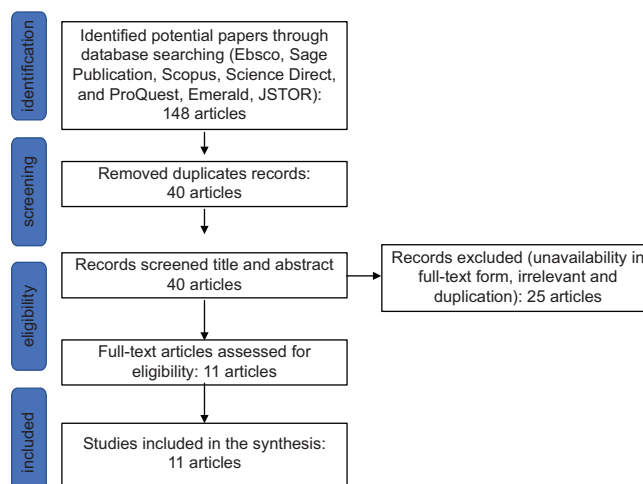 identification
Identified potential papers through
database searching (Ebsco, Sage
Publication, Scopus, Science Direct,
and ProQuest, Emerald, JSTOR):
148 articles
screening
Removed duplicates records:
40 articles
eligibility
Records screened title and abstract
40 articles
Records excluded (unavailability in
full-text form, irrelevant and
duplication): 25 articles
Full-text articles assessed for
eligibility: 11 articles
included
Studies included in the synthesis:
11 articles